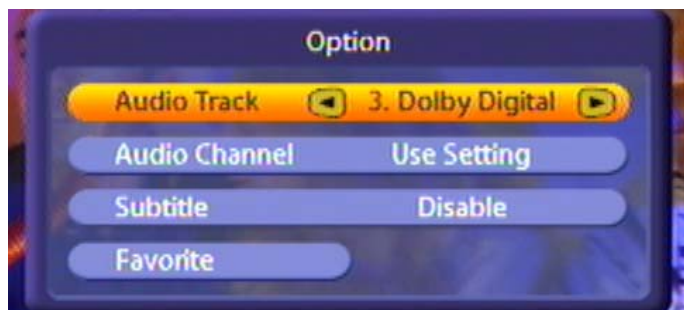 Option
Audio Track 3. Dolby Digital
Audio Channel Use Setting
Subtitle Disable
Favorite